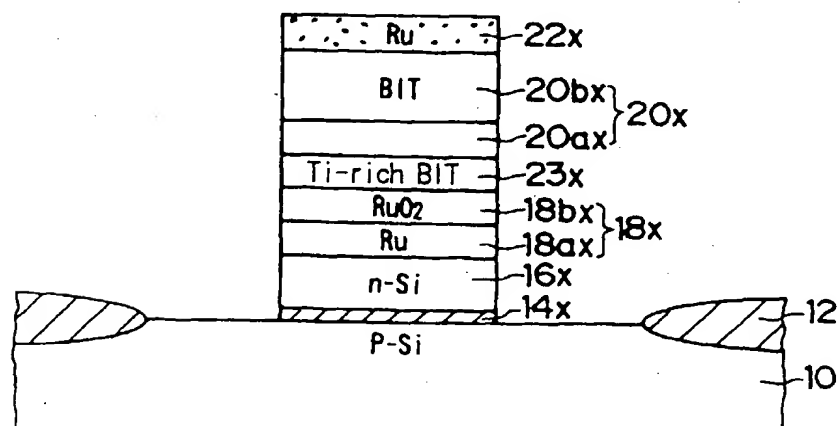 Ru 22x
BIT 20bx
20x
20ax
Ti-rich BIT 23x
RuO2 18bx
18x
Ru 18ax
n-Si 16x
14x
P-Si
12
10